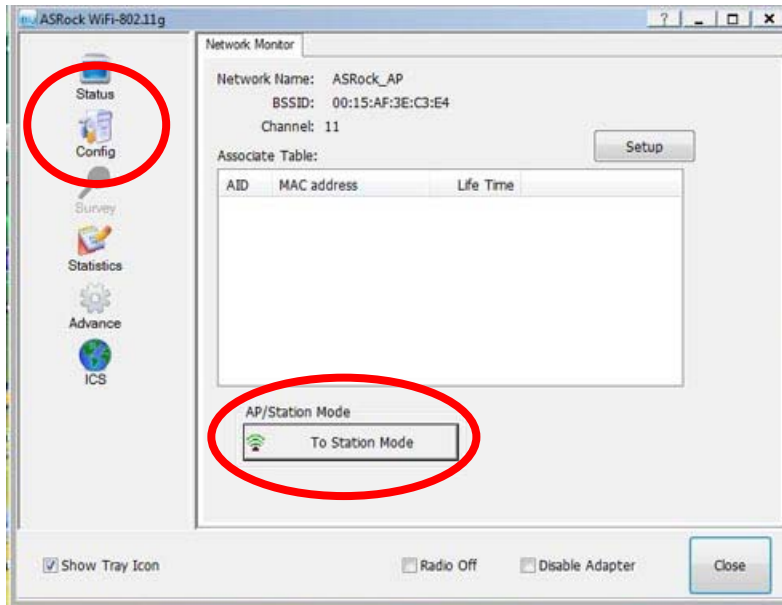 ASRock WiFi-802.11g
Status
Config
Survey
Statistics
Advance
ICS
Network Monitor
Network Name: ASRock_AP
BSSID: 00:15:AF:3E:C3:E4
Channel: 11
Setup
Associate Table:
AID MAC address Life Time
AP/Station Mode
To Station Mode
Show Tray Icon
Radio Off
Disable Adapter
Close